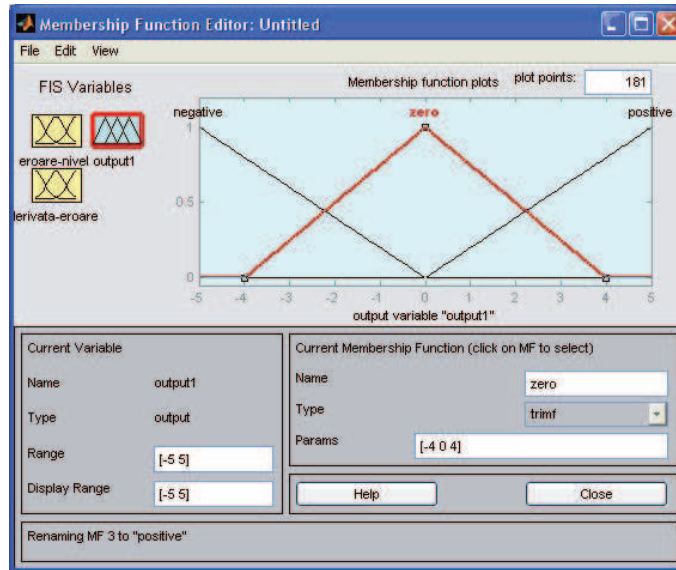 Membership Function Editor: Untitled
File Edit View
FIS Variables
Membership function plots plot points: 181
negative zero positive
1
0.5
0
-5 -4 -3 -2 -1 0 1 2 3 4 5
output variable "output1"
eroare-nivel output1
lerivata-eroare
Current Variable
Name output1
Type output
Range [-5 5]
Display Range [-5 5]
Current Membership Function (click on MF to select)
Name zero
Type trimf
Params [-4 0 4]
Help Close
Renaming MF 3 to "positive"